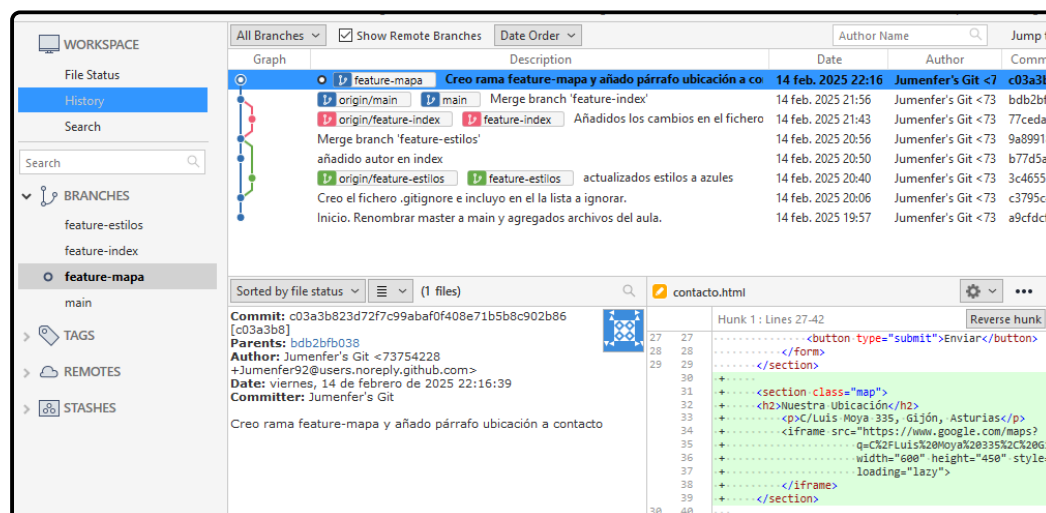 WORKSPACE
File Status
History
Search
Search
BRANCHES
feature-estilos
feature-index
feature-mapa
main
TAGS
REMOTES
STASHES
All Branches Show Remote Branches Date Order Author Name Jump
Graph Description Date Author Comm
feature-mapa Creo rama feature-mapa y añado párrafo ubicación a co 14 feb. 2025 22:16 Jumenfer's Git <7 c03a3
origin/main main Merge branch 'feature-index' 14 feb. 2025 21:56 Jumenfer's Git <73 bdb2bf
origin/feature-index feature-index Añadidos los cambios en el fichero 14 feb. 2025 21:43 Jumenfer's Git <73 77ceda
Merge branch 'feature-estilos' 14 feb. 2025 20:56 Jumenfer's Git <73 9a8991
añadido autor en index 14 feb. 2025 20:50 Jumenfer's Git <73 b77d5a
origin/feature-estilos feature-estilos actualizados estilos a azules 14 feb. 2025 20:40 Jumenfer's Git <73 3c4655
Creo el fichero .gitignore e incluyo en el la lista a ignorar. 14 feb. 2025 20:06 Jumenfer's Git <73 c3795c
Inicio. Renombrar master a main y agregados archivos del aula. 14 feb. 2025 19:57 Jumenfer's Git <73 a9cfdc
Sorted by file status (1 files)
Commit: c03a3b823d72f7c99abaf0f408e71b5b8c902b86
[c03a3b8]
Parents: bdb2bfb038
Author: Jumenfer's Git <73754228
+Jumenfer92@users.noreply.github.com>
Date: viernes, 14 de febrero de 2025 22:16:39
Committer: Jumenfer's Git
Creo rama feature-mapa y añado párrafo ubicación a contacto
contacto.html
Hunk 1 : Lines 27-42 Reverse hunk
27 27 <button type="submit">Enviar</button>
28 28 </form>
29 29 </section>
30 +
31 + <section class="map">
32 + <h2>Nuestra Ubicación</h2>
33 + <p>C/Luis Moya 335, Gijón, Asturias</p>
34 + <iframe src="https://www.google.com/maps?
35 + q=C%2FLuis%20Moya%20335%2C%20G
36 + width="600" height="450" style=
37 + loading="lazy">
38 + </iframe>
39 + </section>
30 40